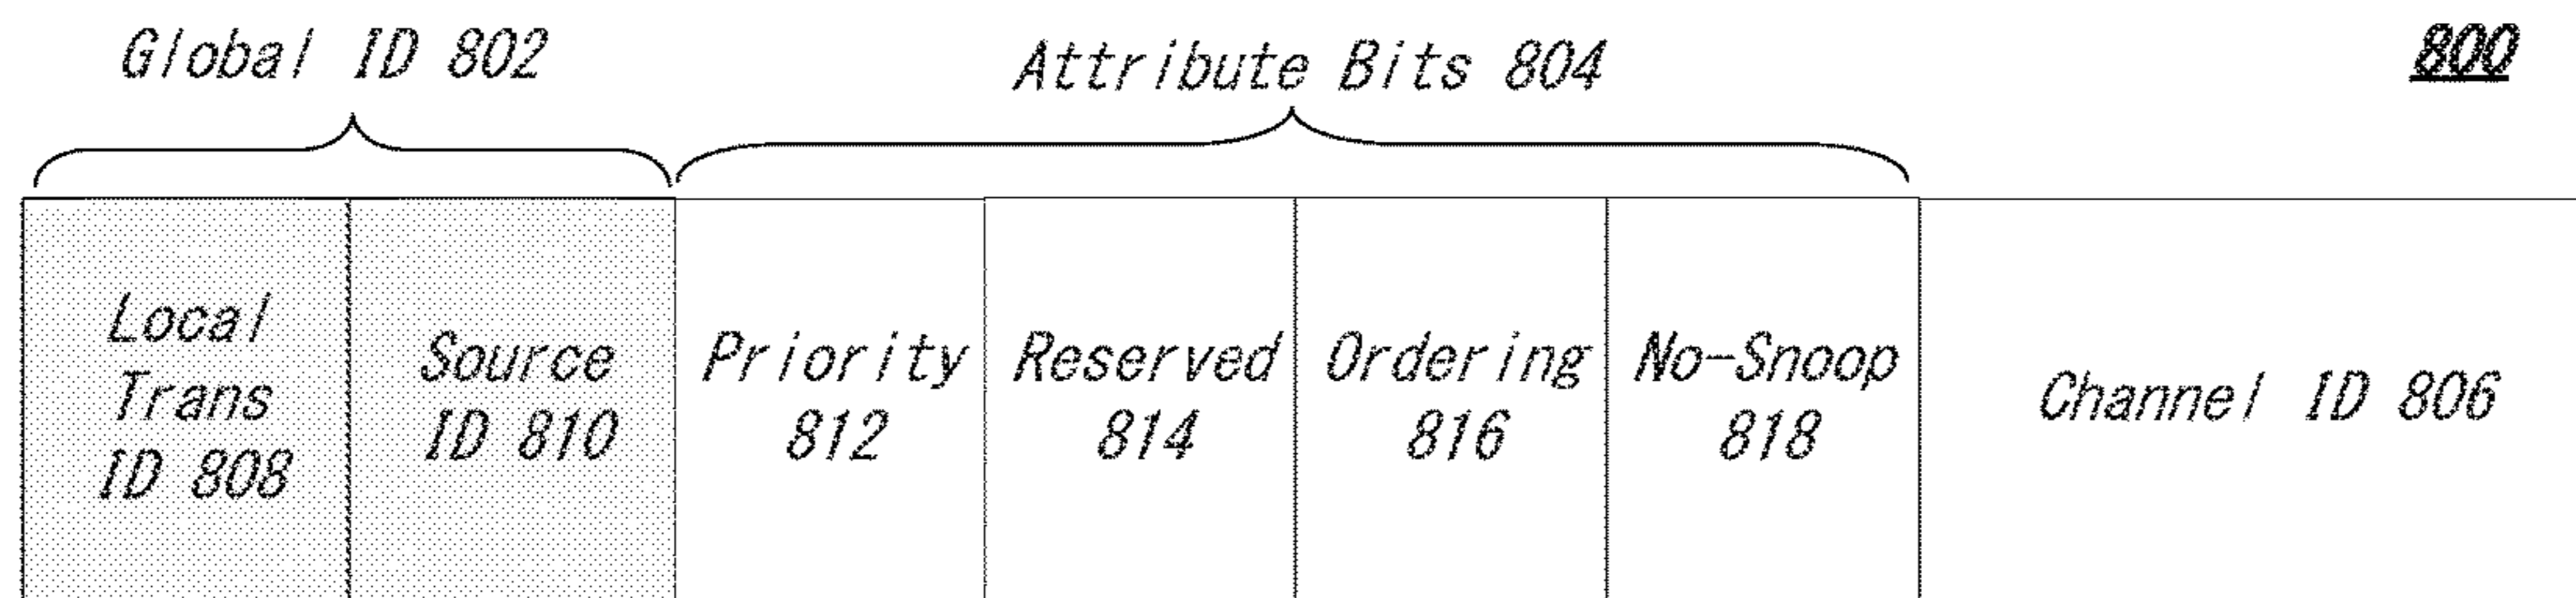 Global ID 802
Attribute Bits 804
800
Local
Trans
ID 808
Source
ID 810
Priority
812
Reserved
814
Ordering
816
No-Snoop
818
Channel ID 806